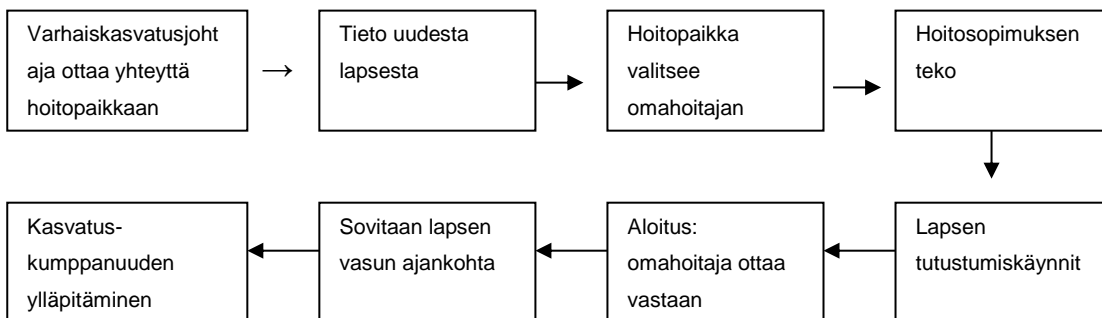 Varhaiskasvatusjoht
aja ottaa yhteyttä
hoitopaikkaan
Tieto uudesta
lapsesta
Hoitopaikka
valitsee
omahoitajan
Hoitosopimuksen
teko
Lapsen
tutustumiskäynnit
Aloitus:
omahoitaja ottaa
vastaan
Sovitaan lapsen
vasun ajankohta
Kasvatus-
kumppanuuden
ylläpitäminen